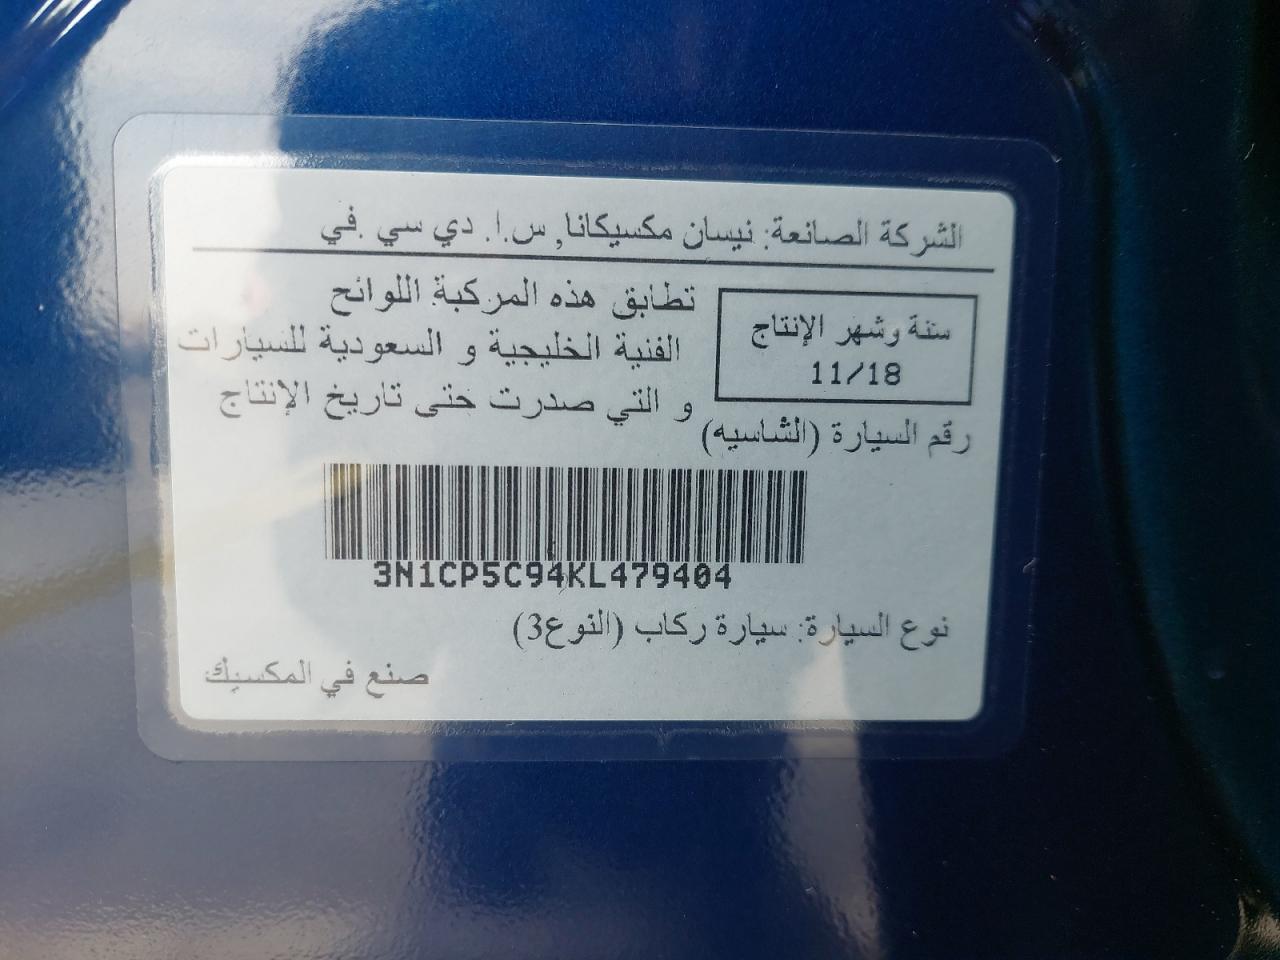 الشركة الصانعة: نيسان مكسيكانا, س.ا. دي سي .في
سنة وشهر الإنتاج
11/18
تطابق هذه المركبة اللوائح
الفنية الخليجية و السعودية للسيارات
و التي صدرت حتى تاريخ الإنتاج
رقم السيارة (الشاسيه)
3N1CP5C94KL479404
نوع السيارة: سيارة ركاب (النوع3)
صنع في المكسيك